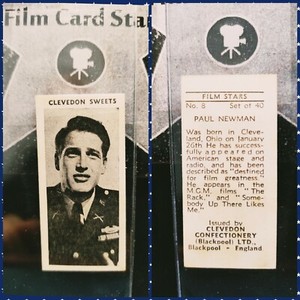 Film Card Sta
CLEVEDON SWEETS
FILM STARS
No. 8 Set of 40
PAUL NEWMAN
Was born in Cleve-
land, Ohio on January
26th He has success-
fully appeared on
American stage and
radio, and has been
described as "destined
for film greatness."
He appears in the
M.G.M. films "The
Rack," and "Some-
body Up There Likes
Me."
Issued by
CLEVEDON
CONFECTIONERY
(Blackpool) LTD.,
Blackpool - England